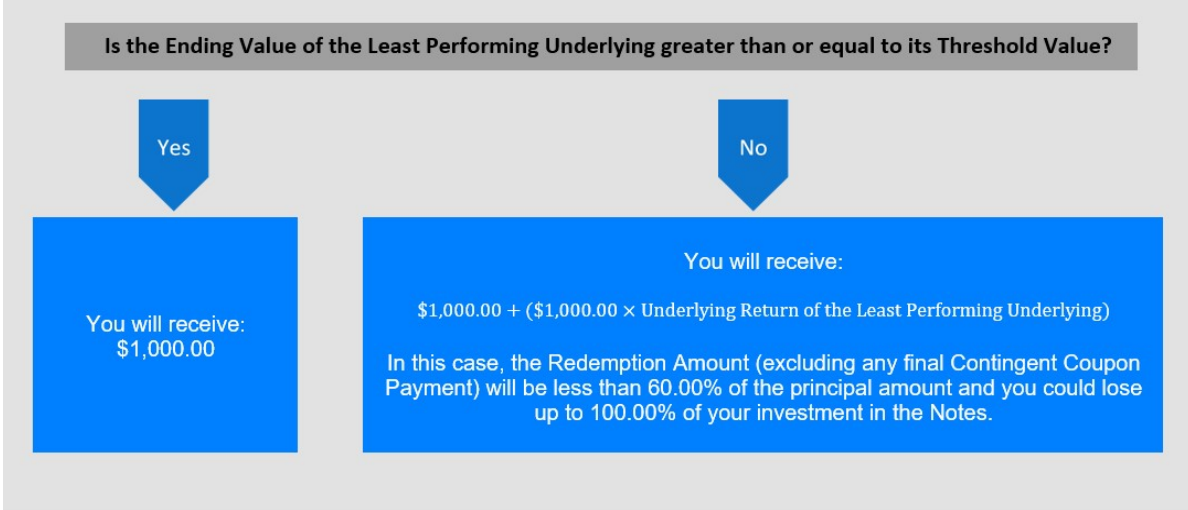 Is the Ending Value of the Least Performing Underlying greater than or equal to its Threshold Value?
Yes
No
You will receive:
$1,000.00
You will receive:
$1,000.00 + ($1,000.00 × Underlying Return of the Least Performing Underlying)
In this case, the Redemption Amount (excluding any final Contingent Coupon
Payment) will be less than 60.00% of the principal amount and you could lose
up to 100.00% of your investment in the Notes.